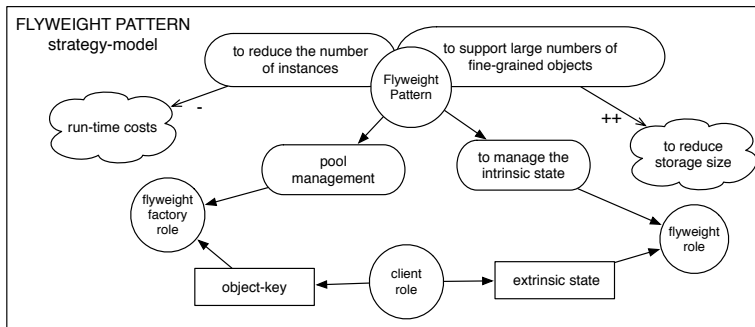 FLYWEIGHT PATTERN
strategy-model
to reduce the number
of instances
to support large numbers of
fine-grained objects
Flyweight
Pattern
-
++
run-time costs
to reduce
storage size
pool
management
to manage the
intrinsic state
flyweight
factory
role
flyweight
role
object-key
client
role
extrinsic state